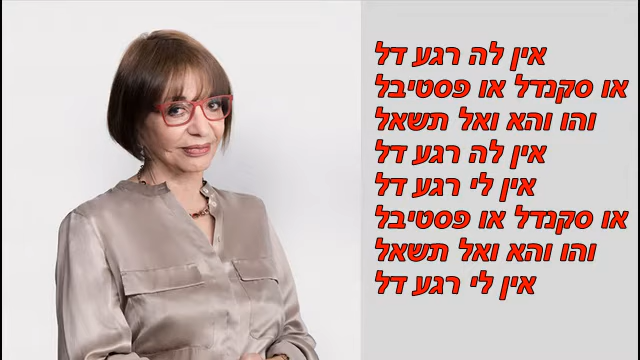 אין לה רגע דל
או סקנדל או פסטיבל
והו והא ואל תשאל
אין לה רגע דל
אין לי רגע דל
או סקנדל או פסטיבל
והו והא ואל תשאל
אין לי רגע דל